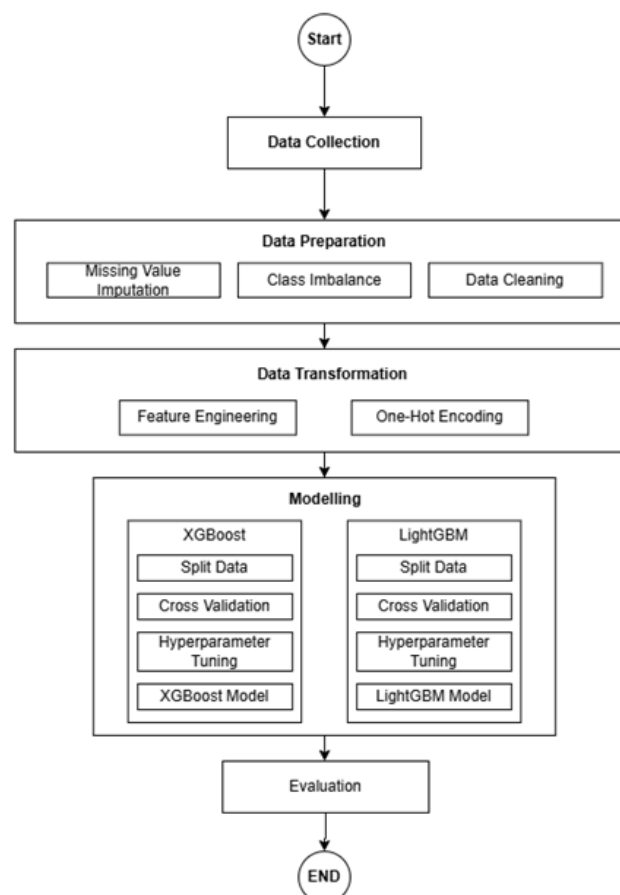 Start
Data Collection
Data Preparation
Missing Value
Imputation
Class Imbalance
Data Cleaning
Data Transformation
Feature Engineering
One-Hot Encoding
Modelling
XGBoost
Split Data
Cross Validation
Hyperparameter
Tuning
XGBoost Model
LightGBM
Split Data
Cross Validation
Hyperparameter
Tuning
LightGBM Model
Evaluation
END